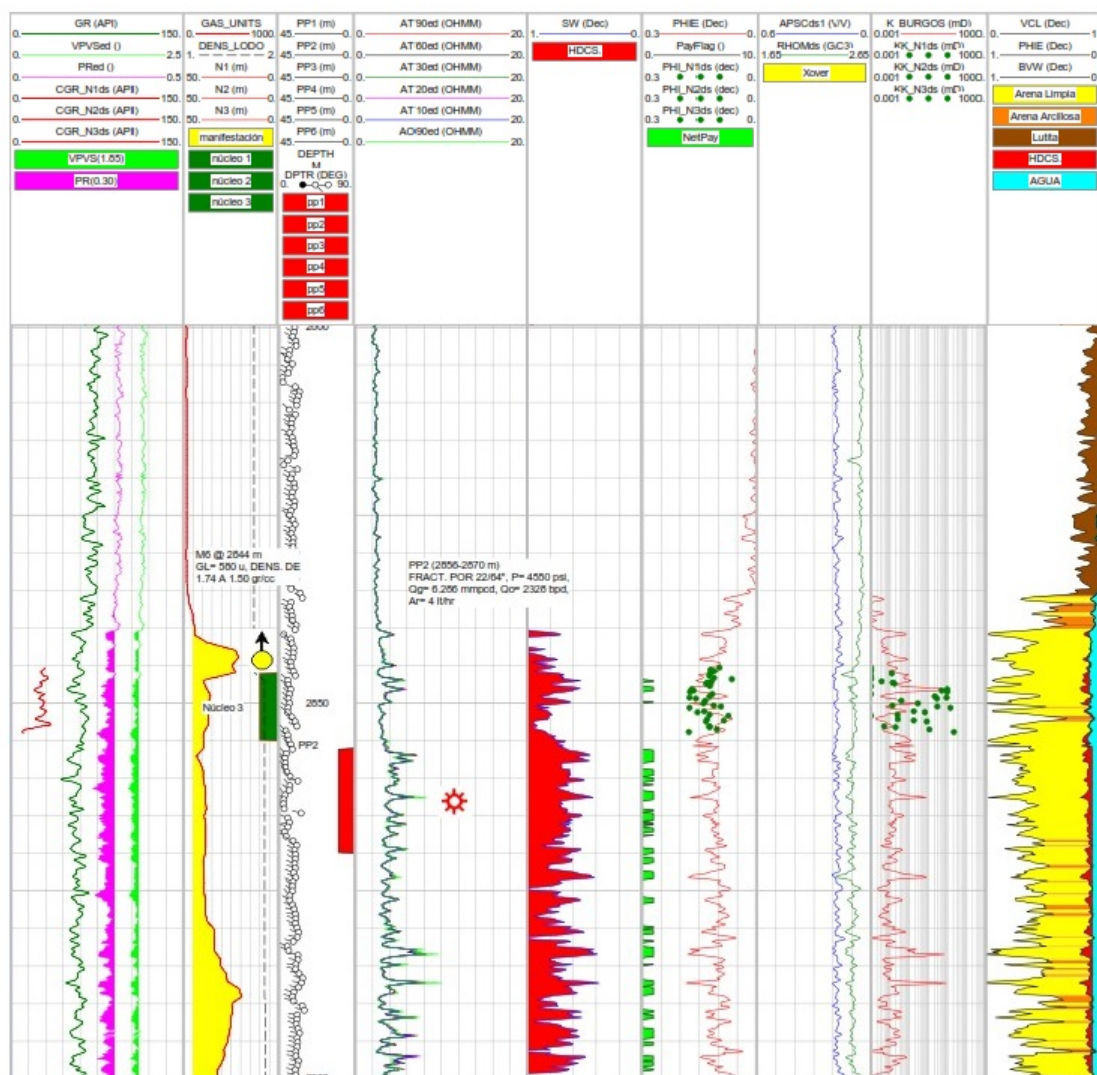 GR (API)
0. 150.
VPVSed ()
0. 2.5
PRed ()
0. 0.5
CGR_N1ds (API)
0. 150.
CGR_N2ds (API)
0. 150.
CGR_N3ds (API)
0. 150.
VPVS(1.85)
PR(0.30)
GAS_UNITS
0. 1000.
DENS_LODO
1. 2.
N1 (m)
50. 0.
N2 (m)
50. 0.
N3 (m)
50. 0.
manifestación
núcleo 1
núcleo 2
núcleo 3
PP1 (m)
45. 0.
PP2 (m)
45. 0.
PP3 (m)
45. 0.
PP4 (m)
45. 0.
PP5 (m)
45. 0.
PP6 (m)
45. 0.
DEPTH
M
DPTR (DEG)
0. 90.
pp1
pp2
pp3
pp4
pp5
pp6
AT90ed (OHMM)
0. 20.
AT60ed (OHMM)
0. 20.
AT30ed (OHMM)
0. 20.
AT20ed (OHMM)
0. 20.
AT10ed (OHMM)
0. 20.
AO90ed (OHMM)
0. 20.
SW (Dec)
1. 0.
HDCS.
PHIE (Dec)
0.3 0.
PayFlag ()
0. 10.
PHI_N1ds (dec)
0.3 0.
PHI_N2ds (dec)
0.3 0.
PHI_N3ds (dec)
0.3 0.
NetPay
APSCds1 (V/V)
0.6 0.
RHOMds (GC3)
1.65 2.65
Xover
K_BURGOS (mD)
0.001 1000.
KK_N1ds (mD)
0.001 1000.
KK_N2ds (mD)
0.001 1000.
KK_N3ds (mD)
0.001 1000.
VCL (Dec)
0. 1
PHIE (Dec)
1. 0.
BVW (Dec)
1. 0.
Arena Limpia
Arena Arcillosa
Lutita
HDCS.
AGUA
M6 @ 2844 m
GL= 580 u, DENS. DE
1.74 A 1.50 gr/cc
PP2 (2856-2870 m)
FRACT. POR 22/64", P= 4550 psi,
Qg= 6.286 mmpcd, Qo= 2328 bpd,
Ar= 4 lt/hr
Núcleo 3
2850
PP2